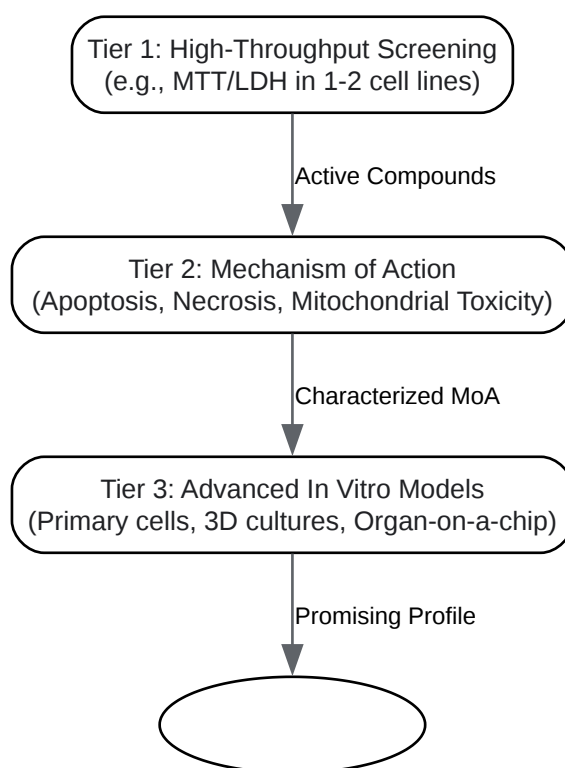 Tier 1: High-Throughput Screening
(e.g., MTT/LDH in 1-2 cell lines)
Active Compounds
Tier 2: Mechanism of Action
(Apoptosis, Necrosis, Mitochondrial Toxicity)
Characterized MoA
Tier 3: Advanced In Vitro Models
(Primary cells, 3D cultures, Organ-on-a-chip)
Promising Profile